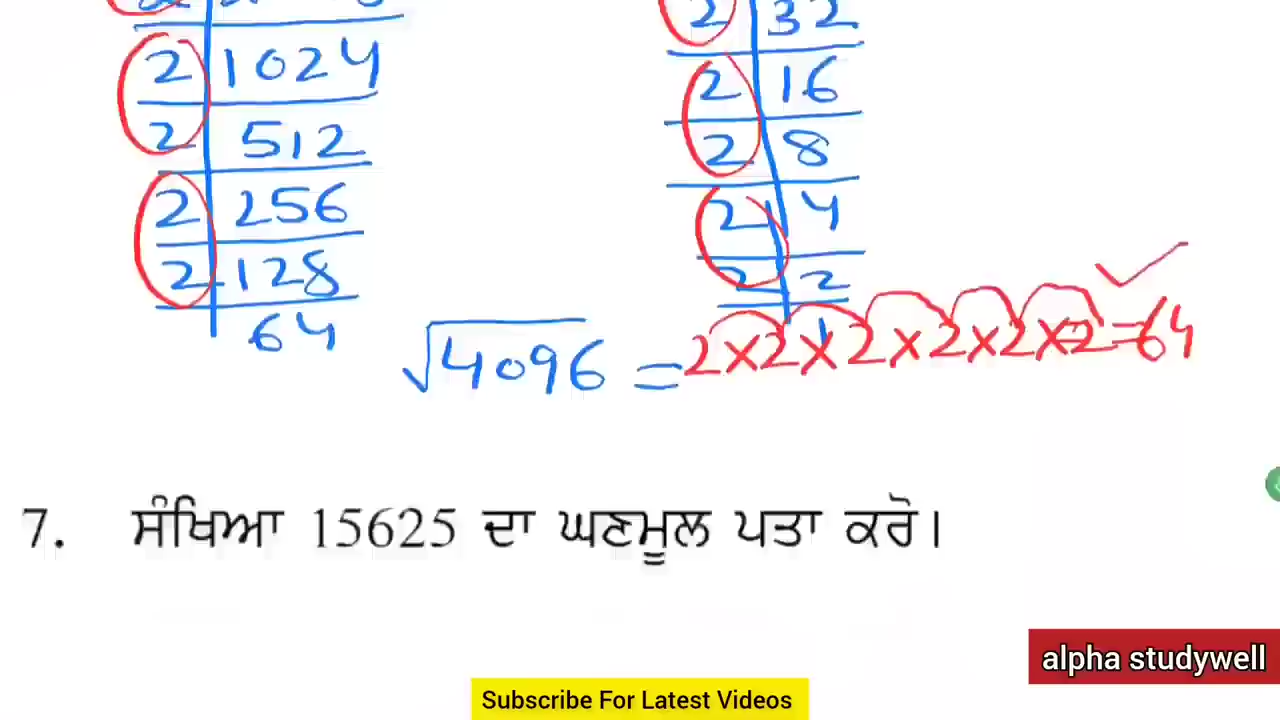 2 32
2 1024
2 16
2 512
2 8
2 256
2 4
2 128
2 2
64
1
√4096 = 2×2×2×2×2×2=64
7. ਸੰਖਿਆ 15625 ਦਾ ਘਣਮੂਲ ਪਤਾ ਕਰੋ।
alpha studywell
Subscribe For Latest Videos